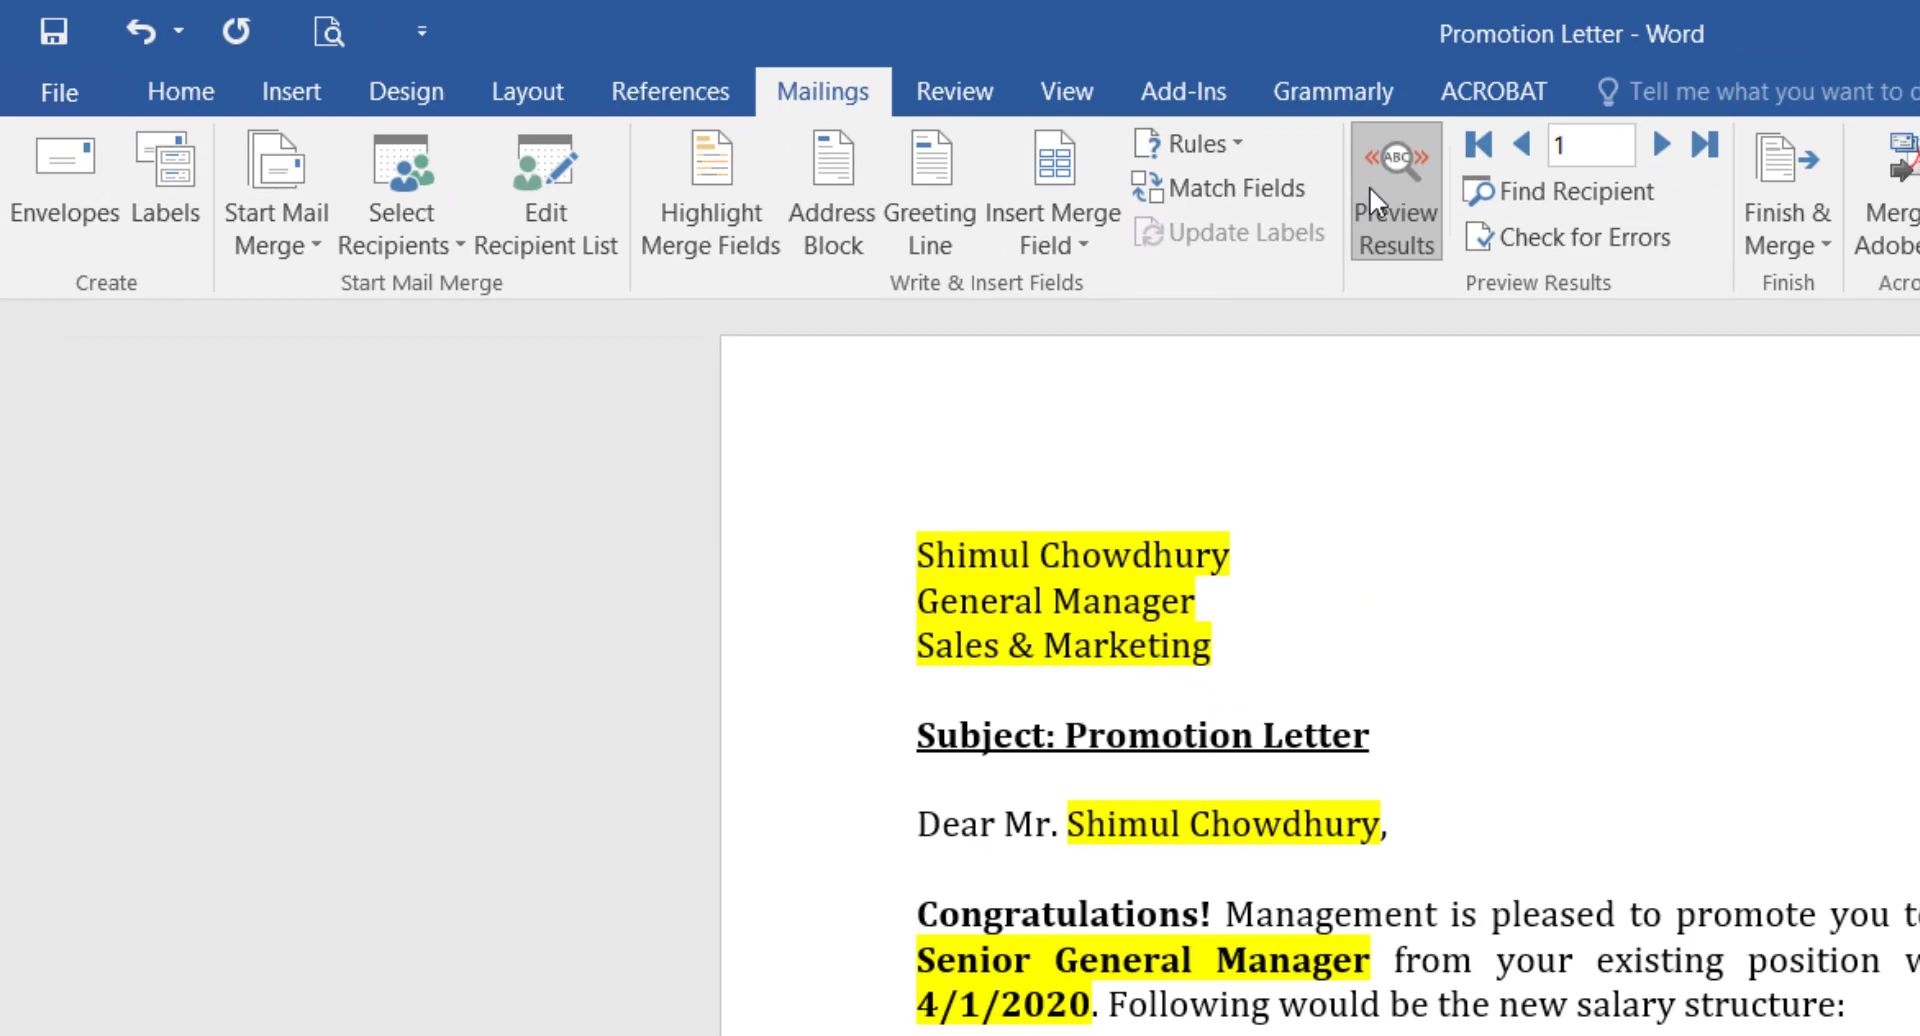 Promotion Letter - Word
File Home Insert Design Layout References Mailings Review View Add-Ins Grammarly ACROBAT Tell me what you want to
Envelopes Labels
Create
Start Mail Merge
Select Recipients
Edit Recipient List
Start Mail Merge
Highlight Merge Fields
Address Block
Greeting Line
Insert Merge Field
Rules
Match Fields
Update Labels
Write & Insert Fields
«ABC»
Preview Results
1
Find Recipient
Check for Errors
Preview Results
Finish & Merge
Finish
Shimul Chowdhury
General Manager
Sales & Marketing
Subject: Promotion Letter
Dear Mr. Shimul Chowdhury,
Congratulations! Management is pleased to promote you
Senior General Manager from your existing position
4/1/2020. Following would be the new salary structure: